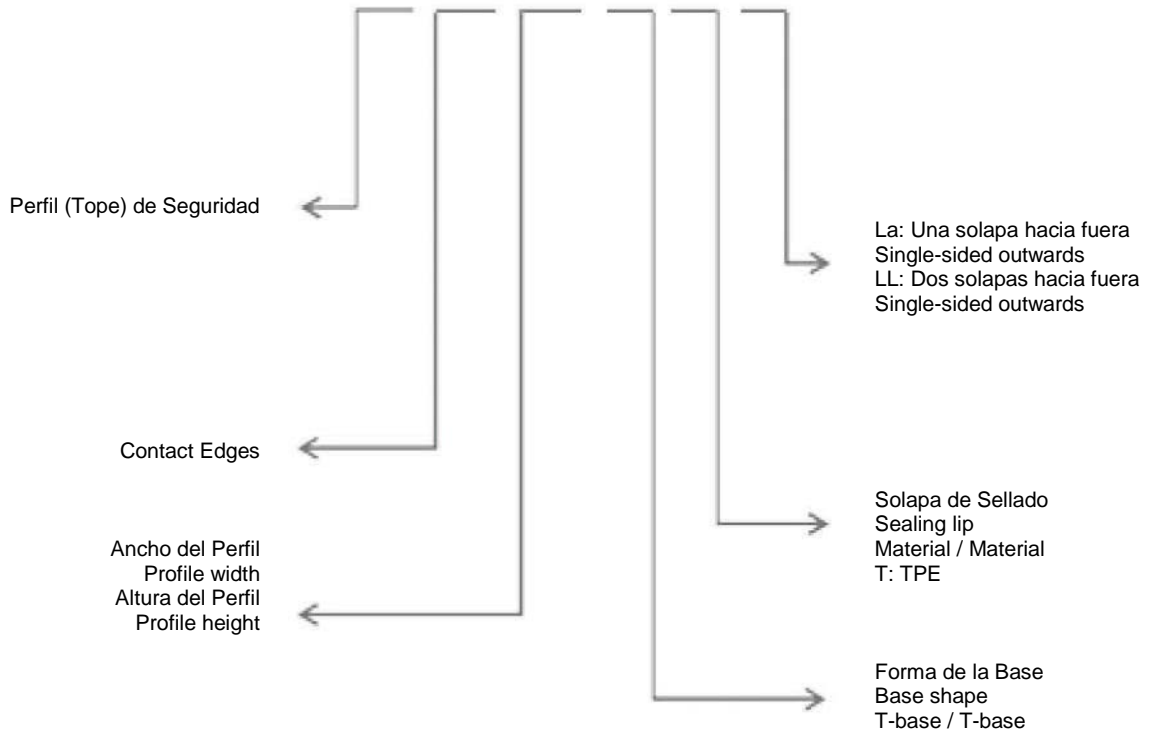 Perfil (Tope) de Seguridad
La: Una solapa hacia fuera
Single-sided outwards
LL: Dos solapas hacia fuera
Single-sided outwards
Contact Edges
Solapa de Sellado
Sealing lip
Material / Material
T: TPE
Ancho del Perfil
Profile width
Altura del Perfil
Profile height
Forma de la Base
Base shape
T-base / T-base